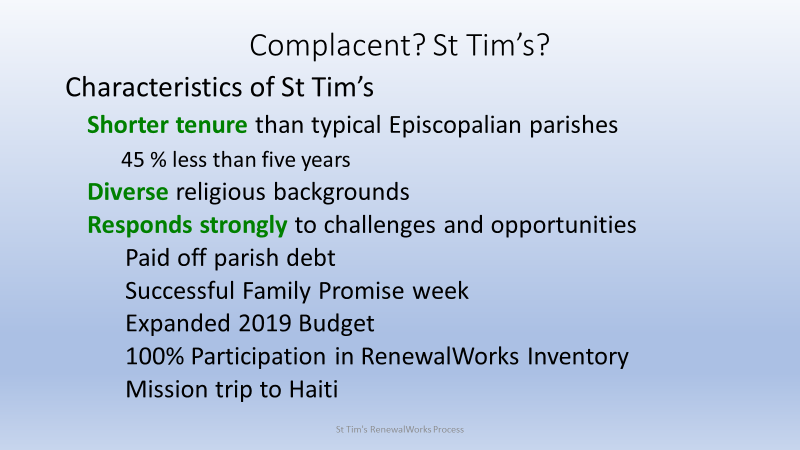 Complacent? St Tim’s?
Characteristics of St Tim’s
Shorter tenure than typical Episcopalian parishes
45 % less than five years
Diverse religious backgrounds
Responds strongly to challenges and opportunities
Paid off parish debt
Successful Family Promise week
Expanded 2019 Budget
100% Participation in RenewalWorks Inventory
Mission trip to Haiti
St Tim's RenewalWorks Process